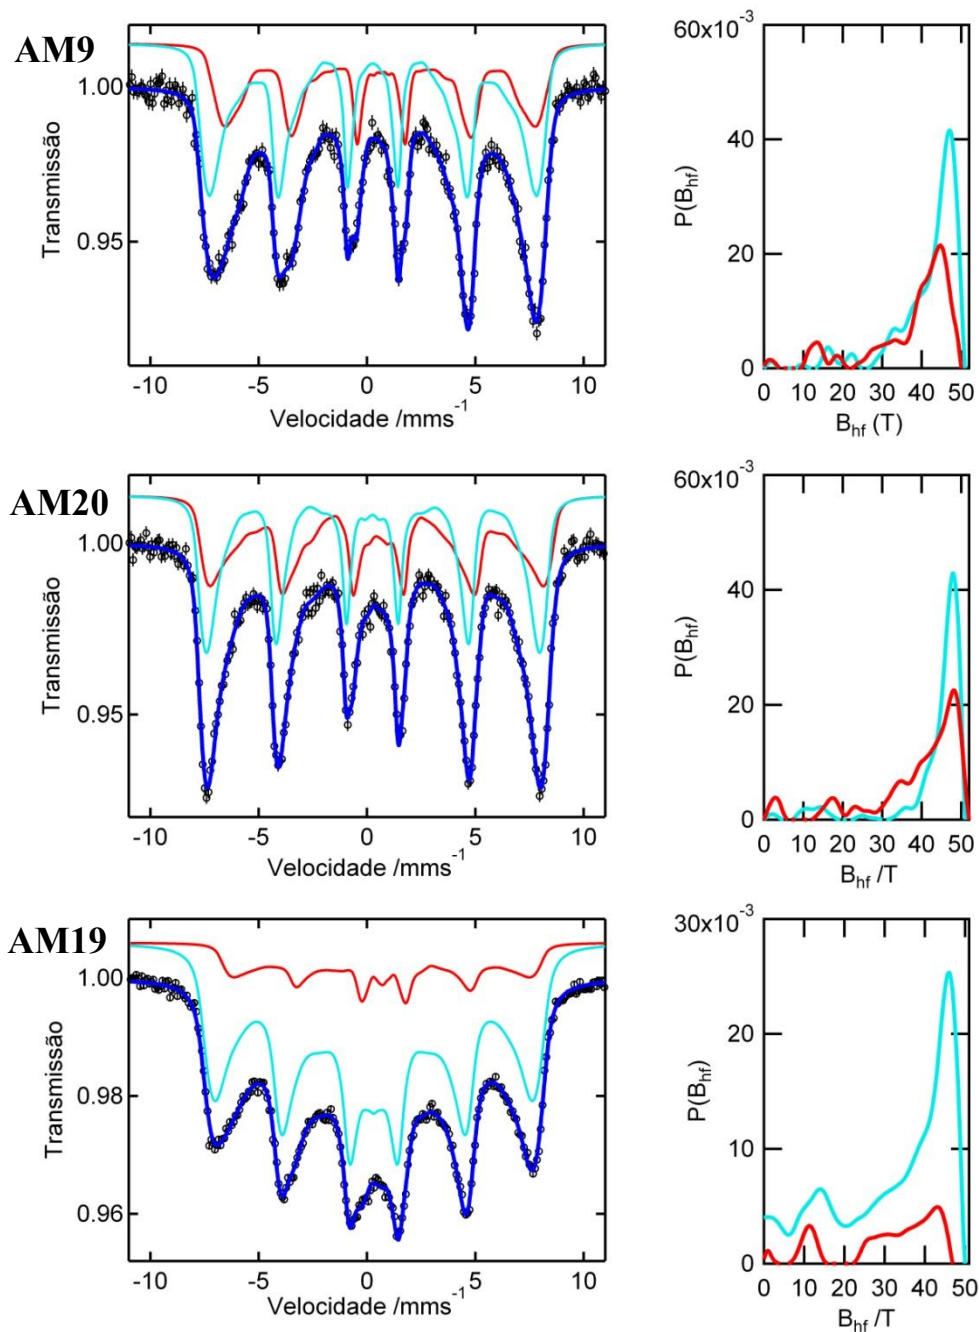 AM9
Transmissão
1.00
0.95
-10 -5 0 5 10
Velocidade /mms⁻¹
60x10⁻³
40
20
0
P(Bhf)
0 10 20 30 40 50
Bhf (T)
AM20
Transmissão
1.00
0.95
-10 -5 0 5 10
Velocidade /mms⁻¹
60x10⁻³
40
20
0
P(Bhf)
0 10 20 30 40 50
Bhf /T
AM19
Transmissão
1.00
0.98
0.96
-10 -5 0 5 10
Velocidade /mms⁻¹
30x10⁻³
20
10
0
P(Bhf)
0 10 20 30 40 50
Bhf /T